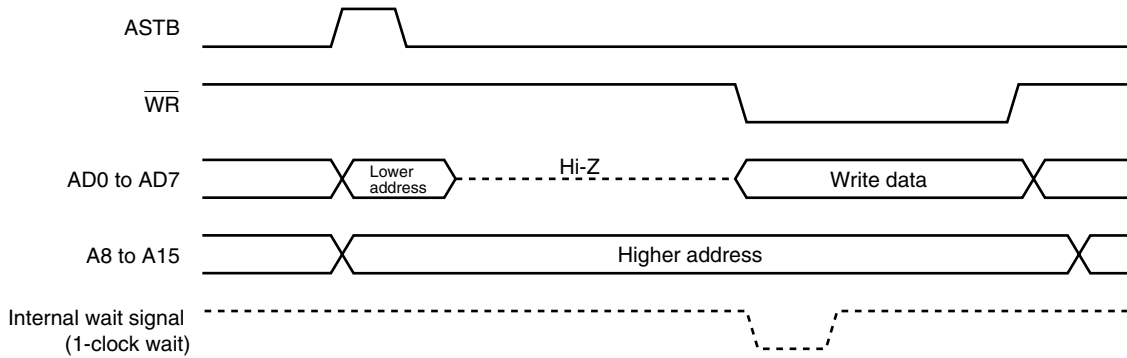 ASTB
WR
AD0 to AD7
Lower
address
Hi-Z
Write data
A8 to A15
Higher address
Internal wait signal
(1-clock wait)